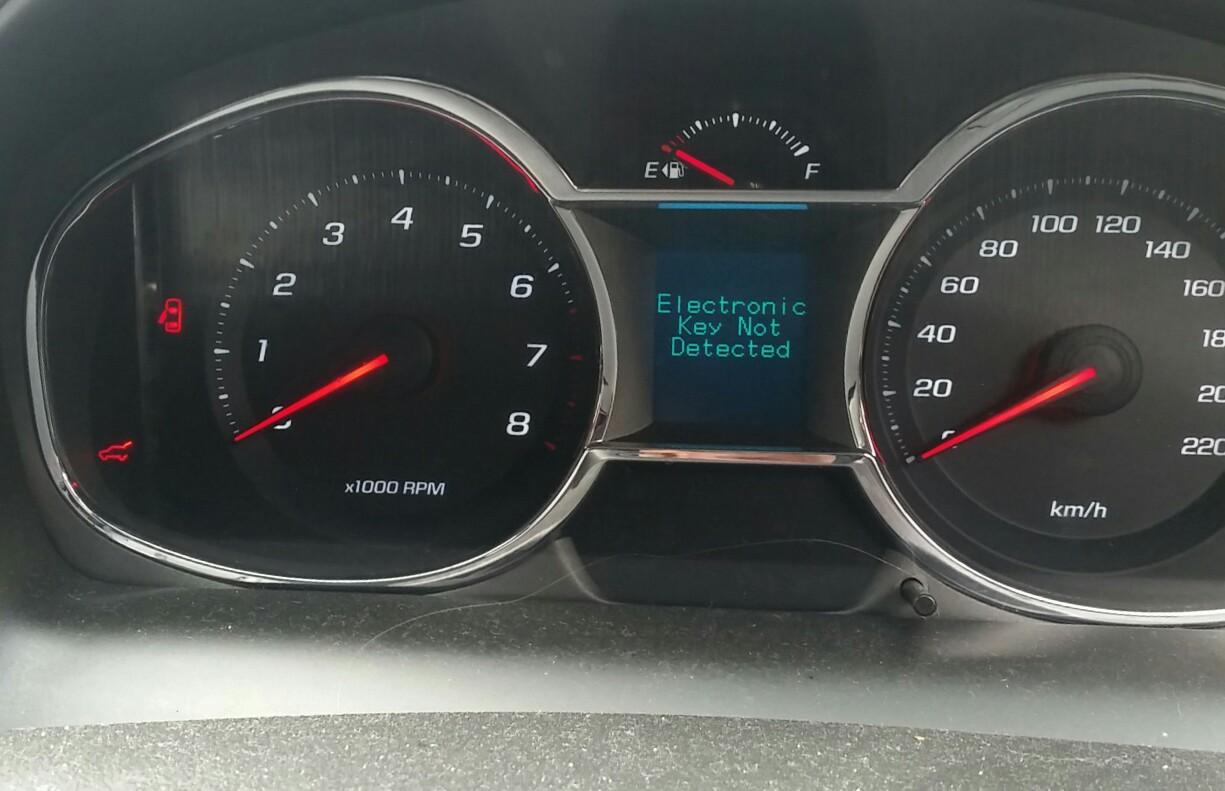 E F
Electronic
Key Not
Detected
1 2 3 4 5 6 7 8
x1000 RPM
20 40 60 80 100 120 140 160
220
km/h